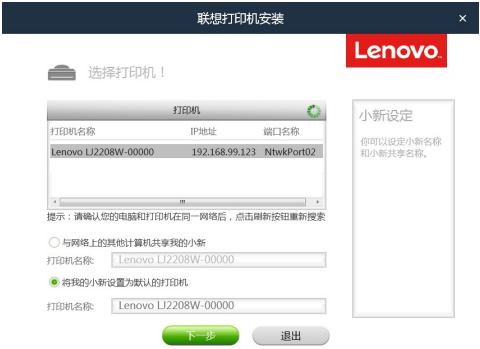 联想打印机安装
×
Lenovo
选择打印机！
打印机
打印机名称 IP地址 端口名称
Lenovo LJ2208W-00000 192.168.99.123 NtwkPort02
提示：请确认您的电脑和打印机在同一网络后，点击刷新按钮重新搜索
与网络上的其他计算机共享我的小新
打印机名称: Lenovo LJ2208W-00000
将我的小新设置为默认的打印机
打印机名称: Lenovo LJ2208W-00000
下一步 退出
小新设定
你可以设定小新名称
和小新共享名称。